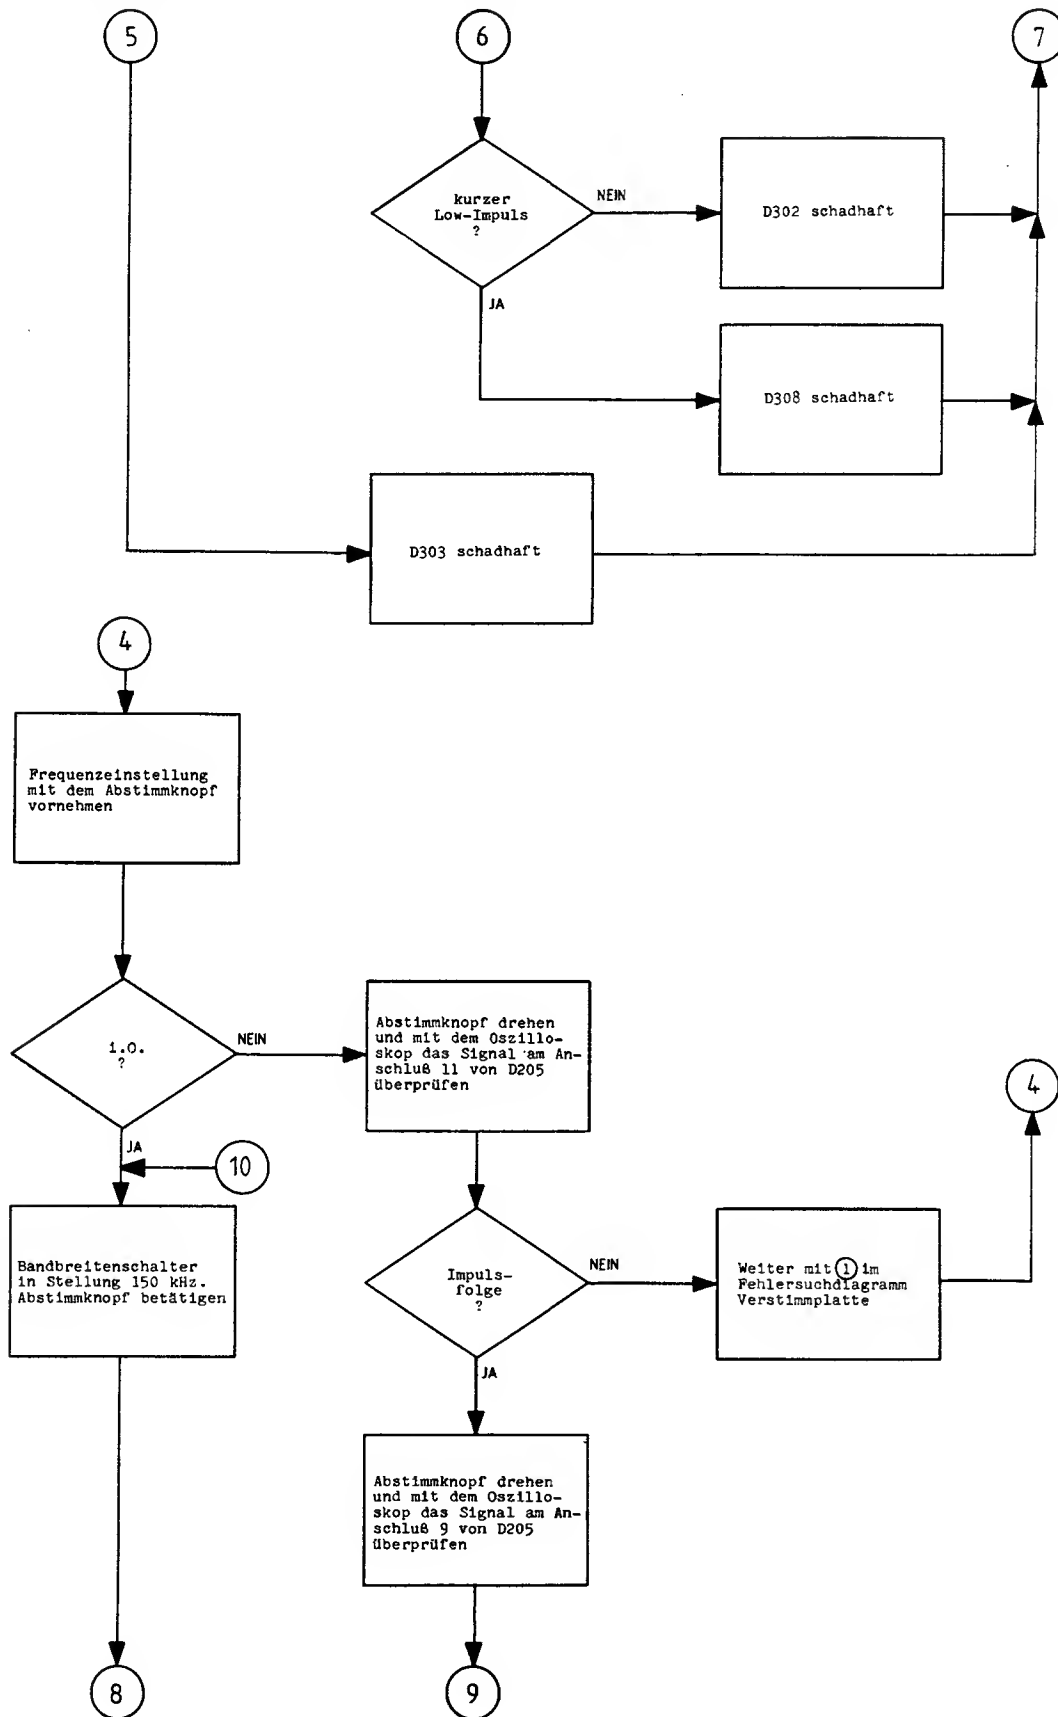 5
6
7
kurzer
Low-Impuls
?
NEIN
D302 schadhaft
JA
D308 schadhaft
D303 schadhaft
4
Frequenzeinstellung
mit dem Abstimmknopf
vornehmen
i.O.
?
NEIN
Abstimmknopf drehen
und mit dem Oszillo-
skop das Signal am An-
schluß 11 von D205
überprüfen
4
JA
10
Bandbreitenschalter
in Stellung 150 kHz.
Abstimmknopf betätigen
Impuls-
folge
?
NEIN
Weiter mit 1 im
Fehlersuchdiagramm
Verstimmplatte
JA
Abstimmknopf drehen
und mit dem Oszillo-
skop das Signal am An-
schluß 9 von D205
überprüfen
8
9